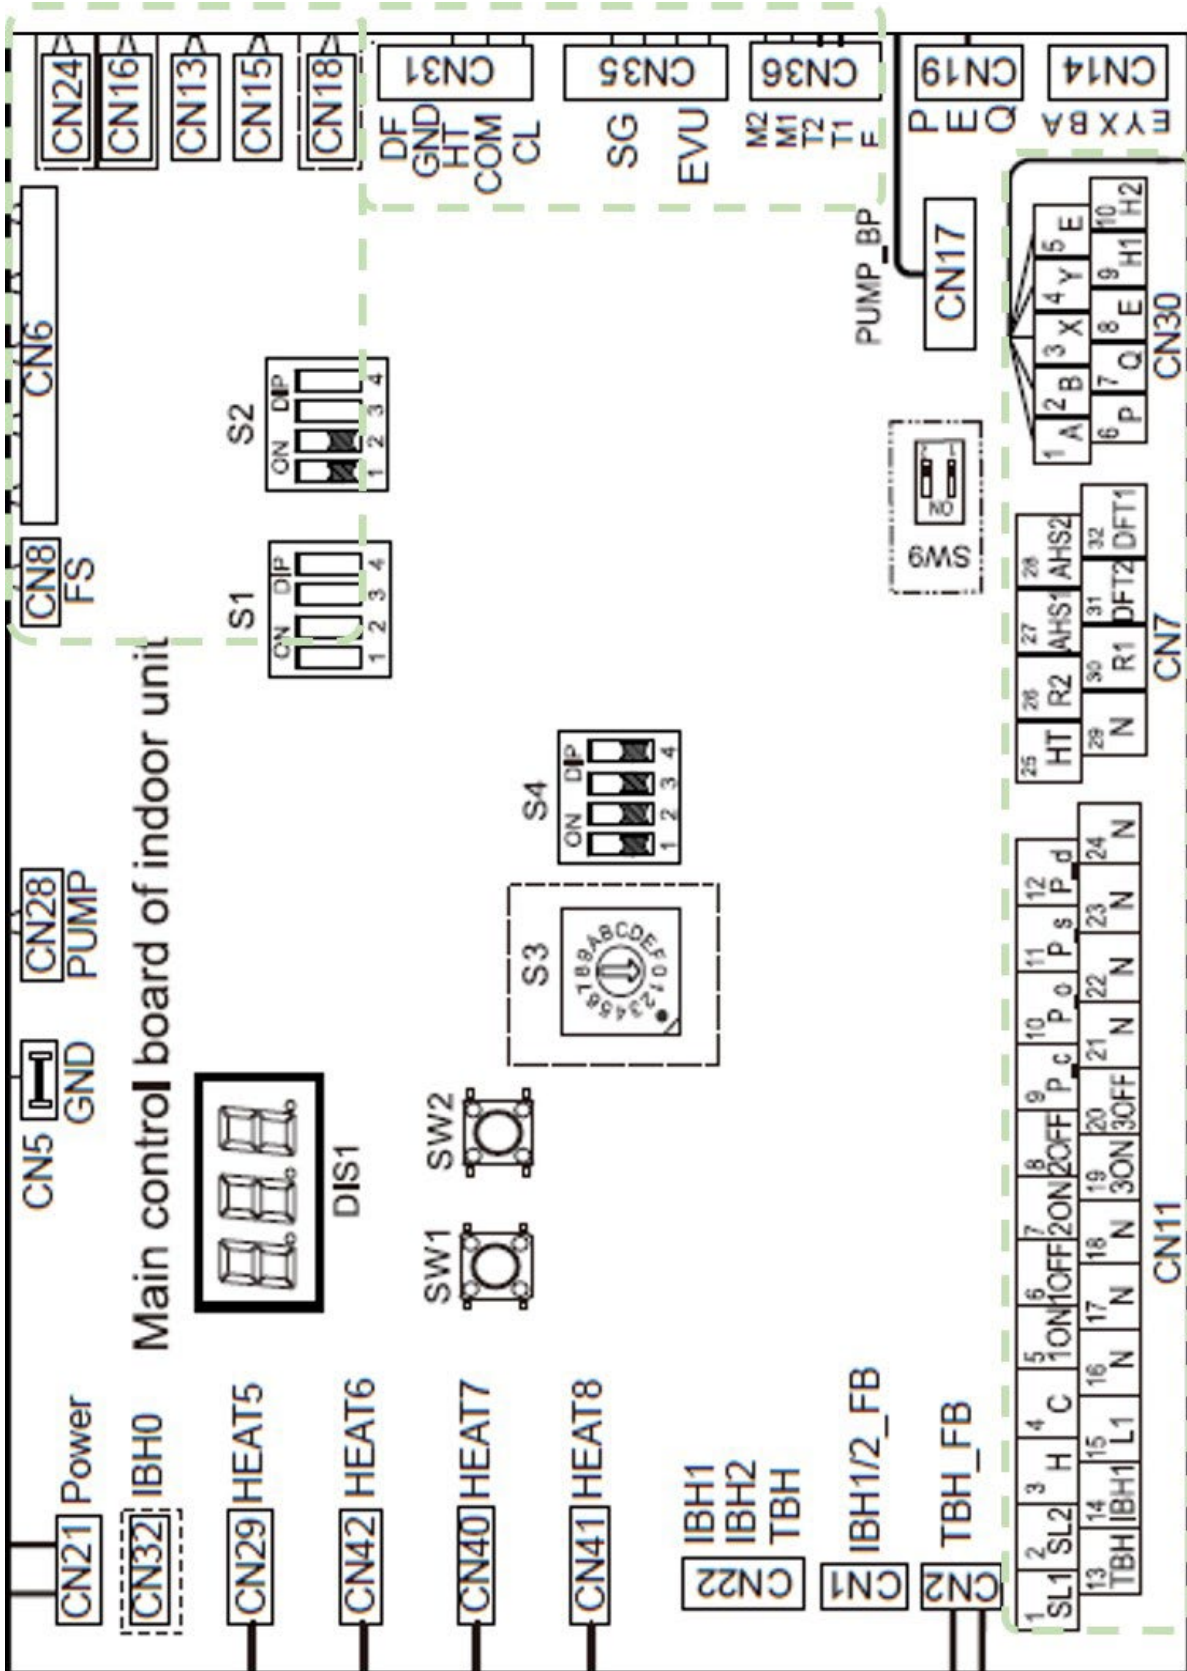 CN24
CN16
CN13
CN15
CN18
CN31
DF
GND
HT
COM
CL
CN35
SG
EVU
CN36
M2
M1
T2
T1
F
CN19
P
E
Q
CN14
A
B
X
Y
E
CN6
CN8
FS
S2
ON DIP
1 2 3 4
S1
ON DIP
1 2 3 4
PUMP_BP
CN17
SW9
ON
1 2 3 4 5
A B X Y E
6 7 8 9 10
P Q E H1 H2
CN30
25 26 27 28
HT R2 AHS1 AHS2
29 30 31 32
N R1 DFT2 DFT1
CN7
Main control board of indoor unit
CN28
PUMP
CN5
GND
DIS1
S4
ON DIP
1 2 3 4
S3
0123456789ABCDEF
SW2
SW1
CN21 Power
CN32 IBH0
CN29 HEAT5
CN42 HEAT6
CN40 HEAT7
CN41 HEAT8
CN22
IBH1
IBH2
TBH
CN1 IBH1/2_FB
CN2 TBH_FB
1 2 3 4 5 6 7 8 9 10 11 12
SL1 SL2 H C 1ON 1OFF 2ON 2OFF P_c P_o P_s P_d
13 14 15 16 17 18 19 20 21 22 23 24
TBH IBH1 L1 N N N 3ON 3OFF N N N N
CN11